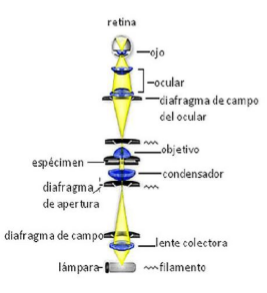 retina
ojo
ocular
diafragma de campo
del ocular
objetivo
espécimen
condensador
diafragma
de apertura
diafragma de campo
lente colectora
lámpara
filamento